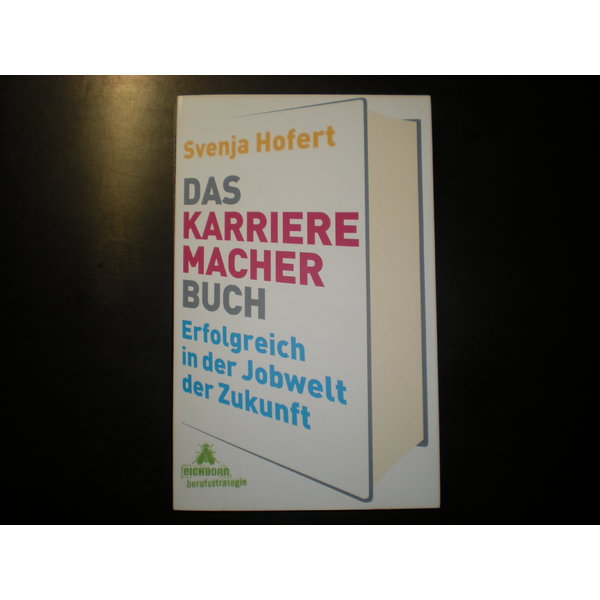 Svenja Hofert
DAS
KARRIERE
MACHER
BUCH
Erfolgreich
in der Jobwelt
der Zukunft
eichborn
berufsstrategie